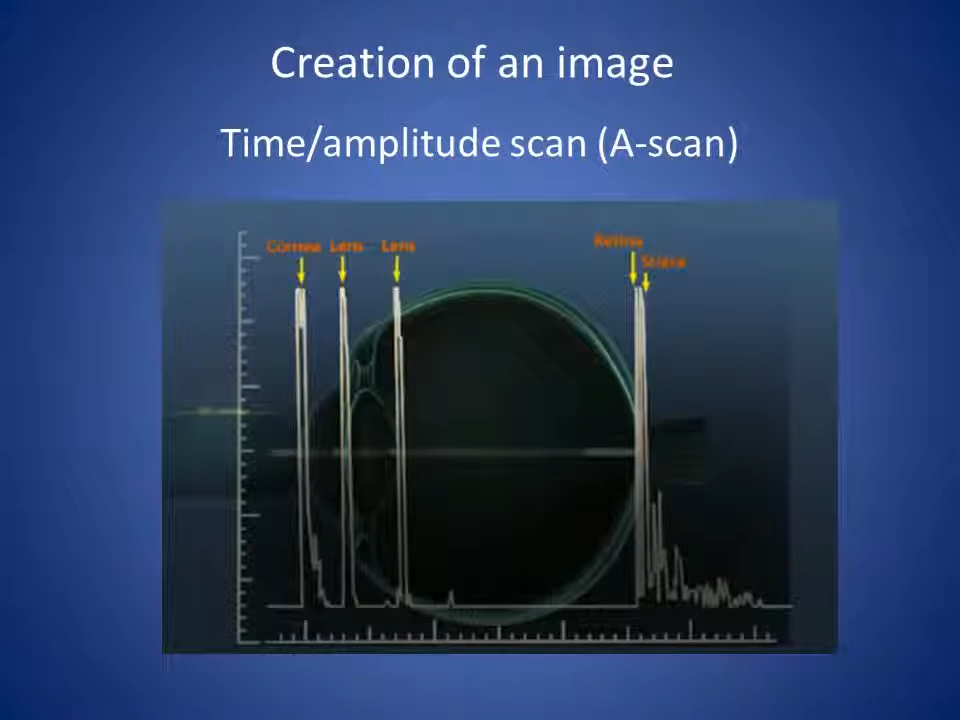 Creation of an image
Time/amplitude scan (A-scan)
Cornea Lens Lens Retina
Sclera